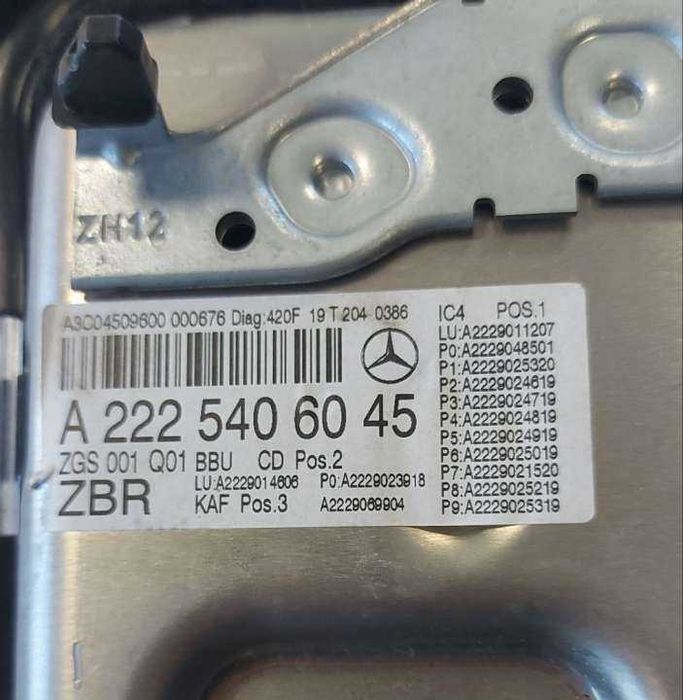 ZH12
A3C04509600 000676 Diag:420F 19 T 204 0386
A 222 540 60 45
ZGS 001 Q01 BBU CD Pos.2
LU:A2229014606 P0:A2229023918
ZBR KAF Pos.3 A2229069904
IC4 POS.1
LU:A2229011207
P0:A2229048501
P1:A2229025320
P2:A2229024619
P3:A2229024719
P4:A2229024819
P5:A2229024919
P6:A2229025019
P7:A2229021520
P8:A2229025219
P9:A2229025319